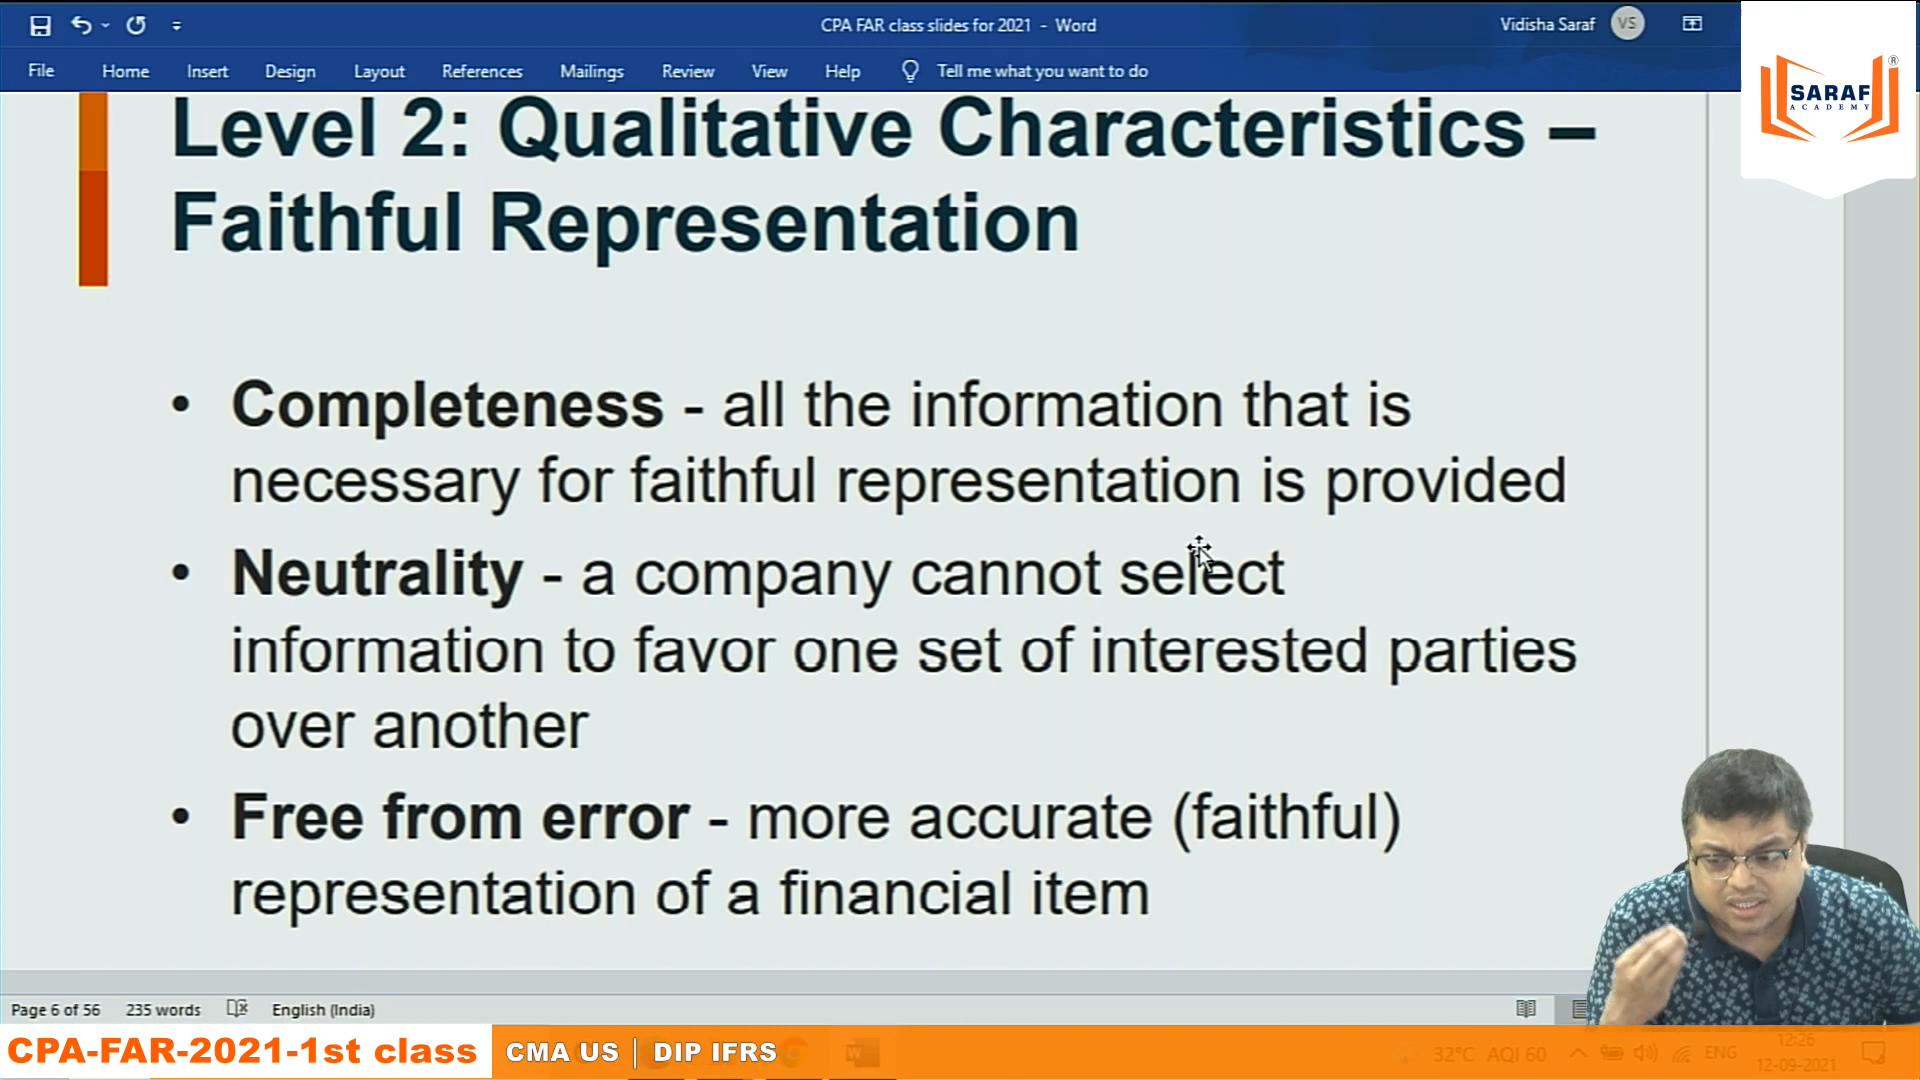 CPA FAR class slides for 2021 - Word
Vidisha Saraf VS
File Home Insert Design Layout References Mailings Review View Help Tell me what you want to do
SARAF ®
ACADEMY
Level 2: Qualitative Characteristics –
Faithful Representation
• Completeness - all the information that is
necessary for faithful representation is provided
• Neutrality - a company cannot select
information to favor one set of interested parties
over another
• Free from error - more accurate (faithful)
representation of a financial item
Page 6 of 56 235 words English (India)
CPA-FAR-2021-1st class CMA US | DIP IFRS
32°C AQI 60 ENG
12:26
12-09-2021